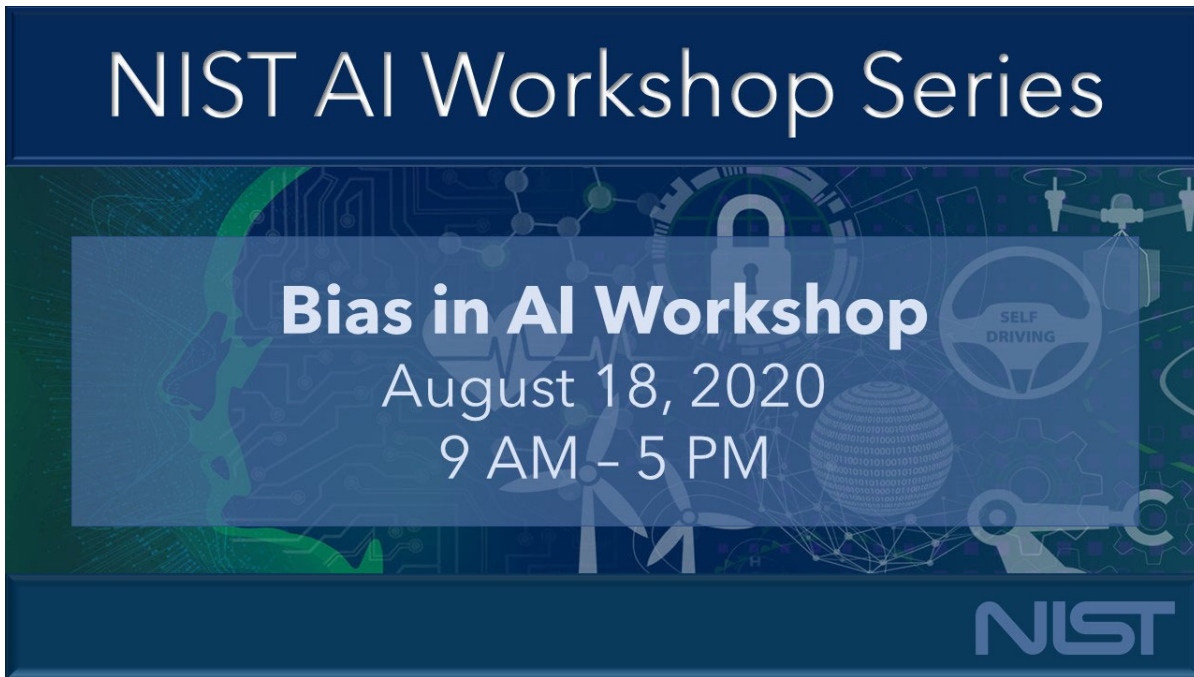 NIST AI Workshop Series
Bias in AI Workshop
August 18, 2020
9 AM – 5 PM
SELF
DRIVING
NIST